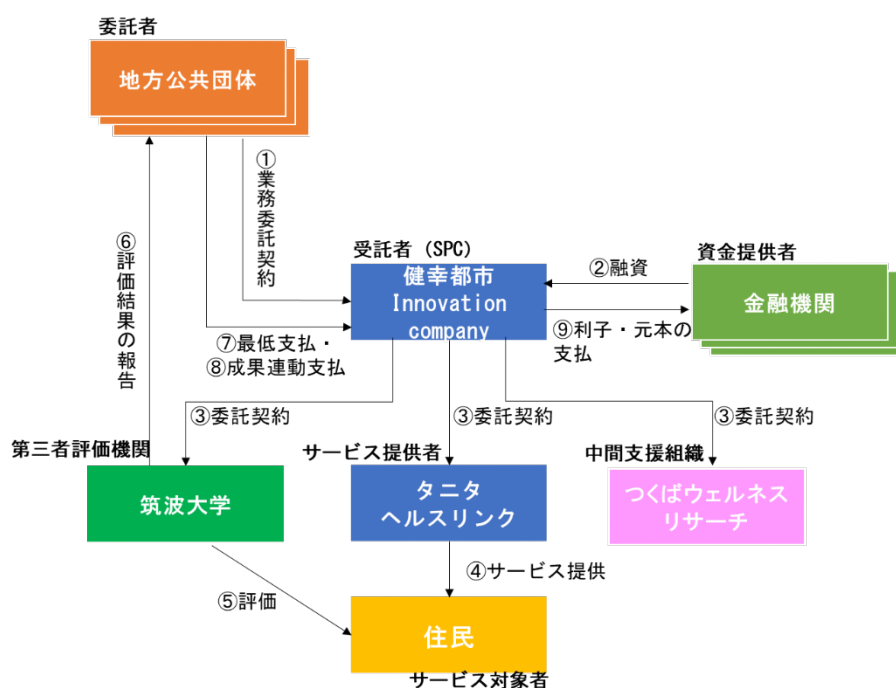 委託者
地方公共団体
①業務委託契約
⑥評価結果の報告
受託者（SPC）
健幸都市
Innovation
company
②融資
資金提供者
金融機関
⑦最低支払・
⑧成果連動支払
⑨利子・元本の
支払
③委託契約
③委託契約
③委託契約
第三者評価機関
筑波大学
サービス提供者
タニタ
ヘルスリンク
中間支援組織
つくばウェルネス
リサーチ
⑤評価
④サービス提供
住民
サービス対象者